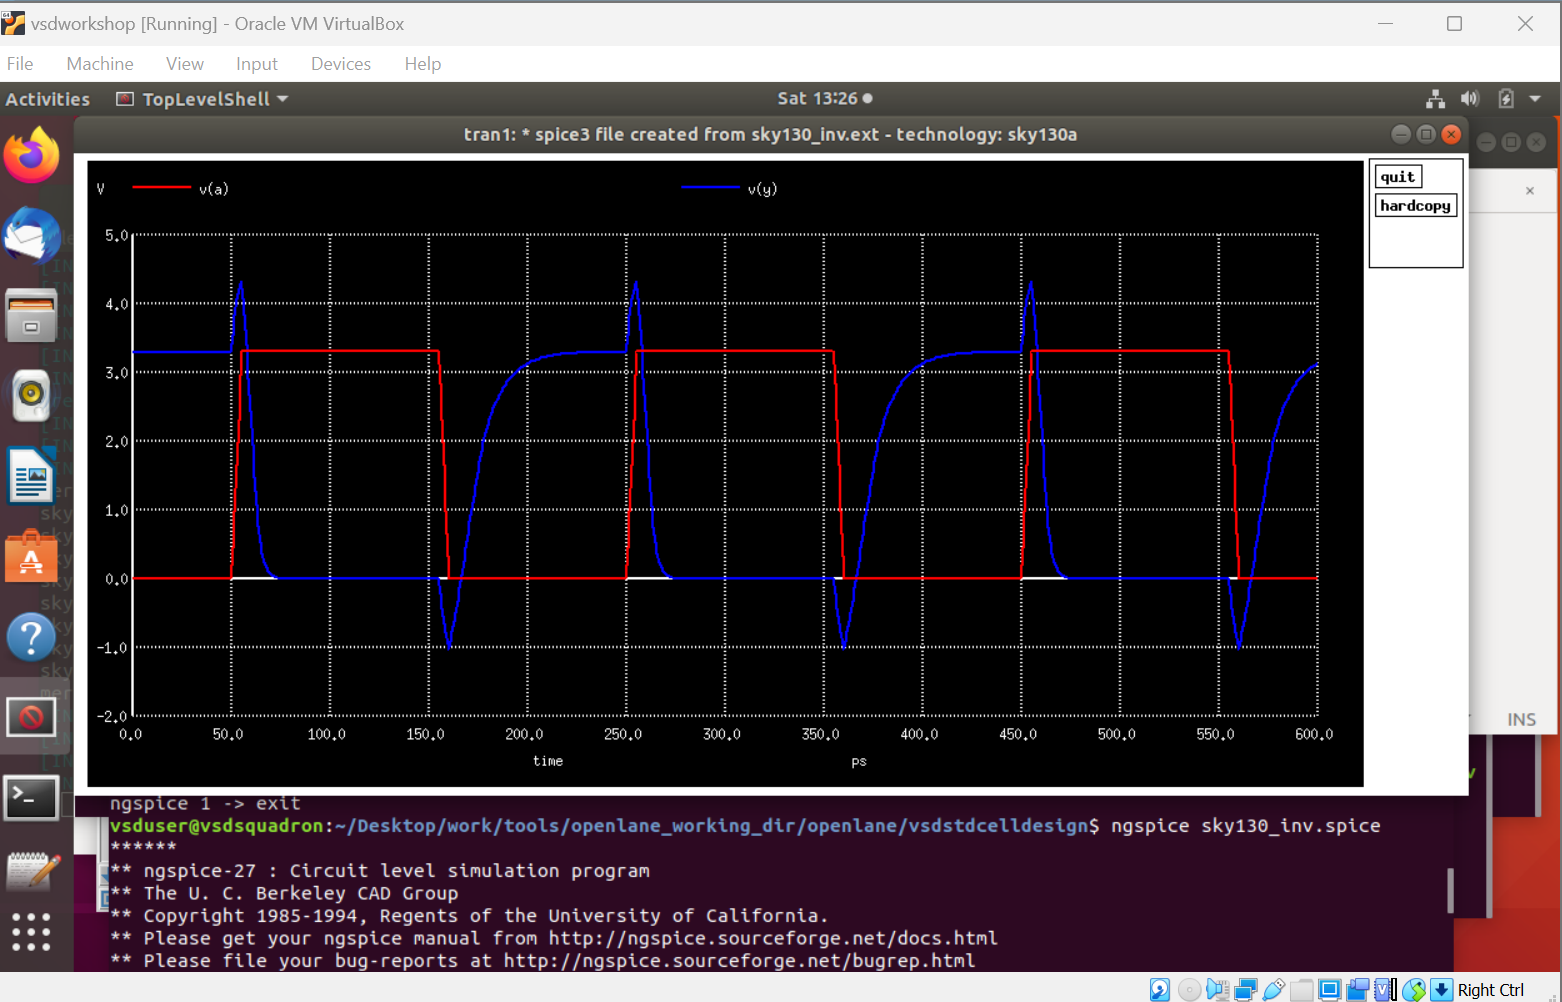 vsdworkshop [Running] - Oracle VM VirtualBox
File Machine View Input Devices Help
Activities TopLevelShell Sat 13:26
tran1: * spice3 file created from sky130_inv.ext - technology: sky130a
quit
hardcopy
V v(a) v(y)
5.0
4.0
3.0
2.0
1.0
0.0
-1.0
-2.0
0.0 50.0 100.0 150.0 200.0 250.0 300.0 350.0 400.0 450.0 500.0 550.0 600.0
time ps
INS
ngspice 1 -> exit
vsduser@vsdsquadron:~/Desktop/work/tools/openlane_working_dir/openlane/vsdstdcelldesign$ ngspice sky130_inv.spice
******
** ngspice-27 : Circuit level simulation program
** The U. C. Berkeley CAD Group
** Copyright 1985-1994, Regents of the University of California.
** Please get your ngspice manual from http://ngspice.sourceforge.net/docs.html
** Please file your bug-reports at http://ngspice.sourceforge.net/bugrep.html
Right Ctrl